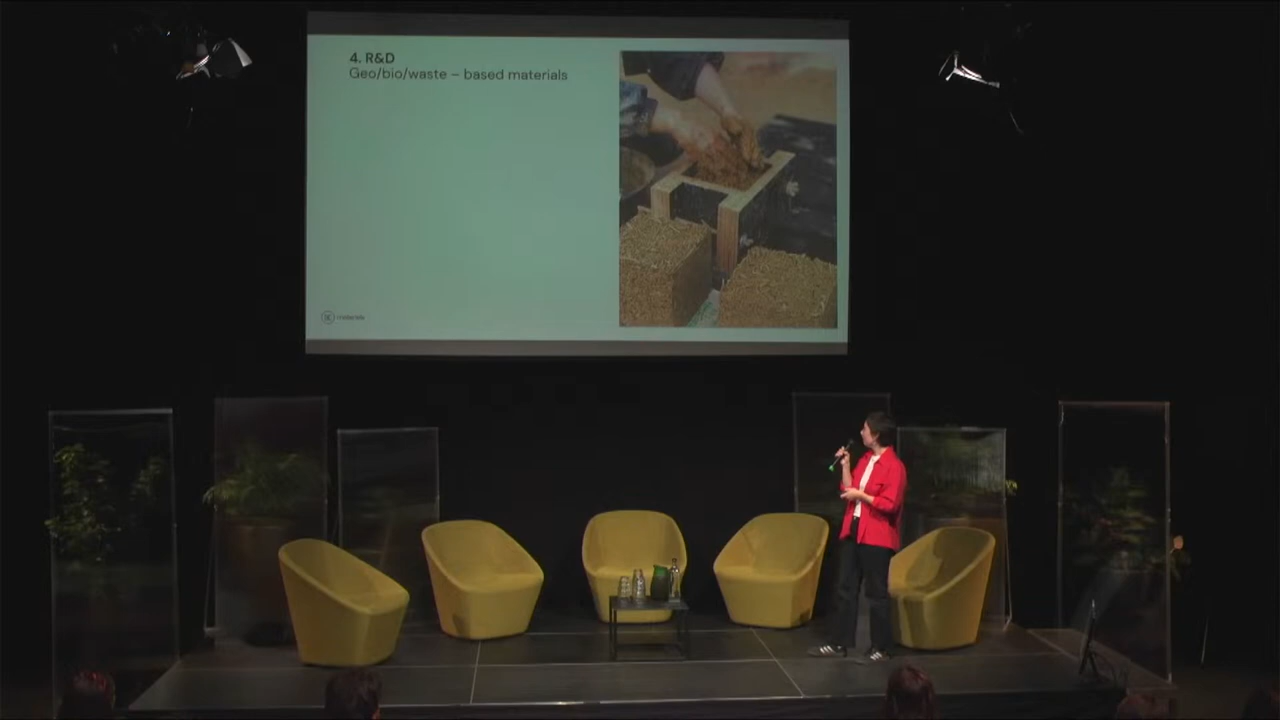 4. R&D
Geo/bio/waste – based materials